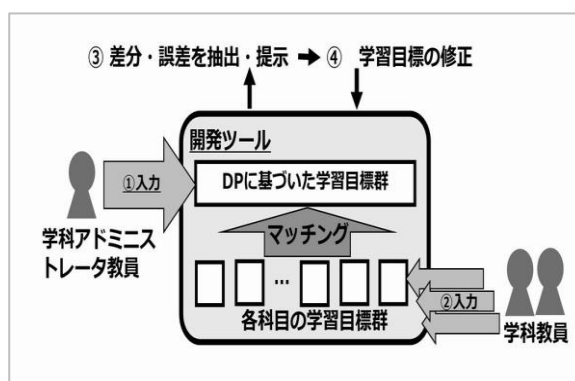 ③ 差分・誤差を抽出・提示 → ④ 学習目標の修正
開発ツール
①入力
DPに基づいた学習目標群
マッチング
学科アドミニス
トレータ教員
…
②入力
各科目の学習目標群
学科教員